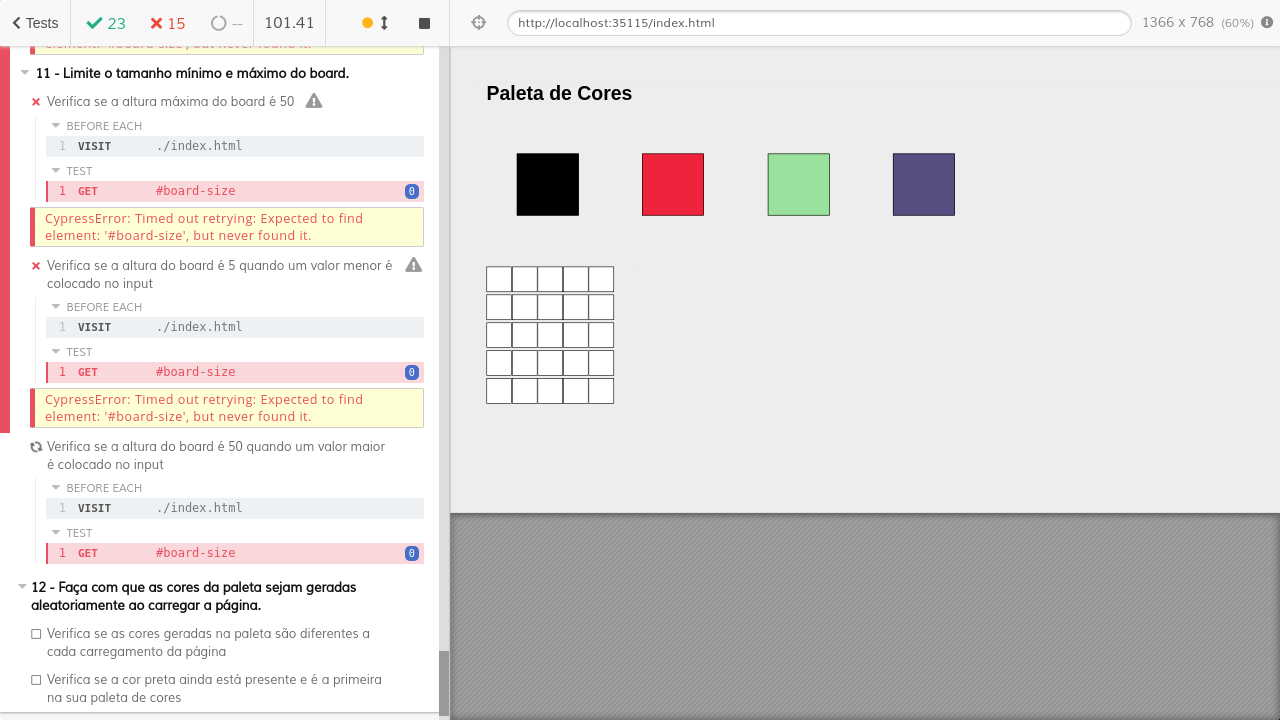 Tests
23
15
--
101.41
http://localhost:35115/index.html
1366 x 768 (60%)
element: '#board-size', but never found it.
11 - Limite o tamanho mínimo e máximo do board.
Verifica se a altura máxima do board é 50
BEFORE EACH
1 VISIT ./index.html
TEST
1 GET #board-size 0
CypressError: Timed out retrying: Expected to find
element: '#board-size', but never found it.
Verifica se a altura do board é 5 quando um valor menor é
colocado no input
BEFORE EACH
1 VISIT ./index.html
TEST
1 GET #board-size 0
CypressError: Timed out retrying: Expected to find
element: '#board-size', but never found it.
Verifica se a altura do board é 50 quando um valor maior
é colocado no input
BEFORE EACH
1 VISIT ./index.html
TEST
1 GET #board-size 0
12 - Faça com que as cores da paleta sejam geradas
aleatoriamente ao carregar a página.
Verifica se as cores geradas na paleta são diferentes a
cada carregamento da página
Verifica se a cor preta ainda está presente e é a primeira
na sua paleta de cores
Paleta de Cores